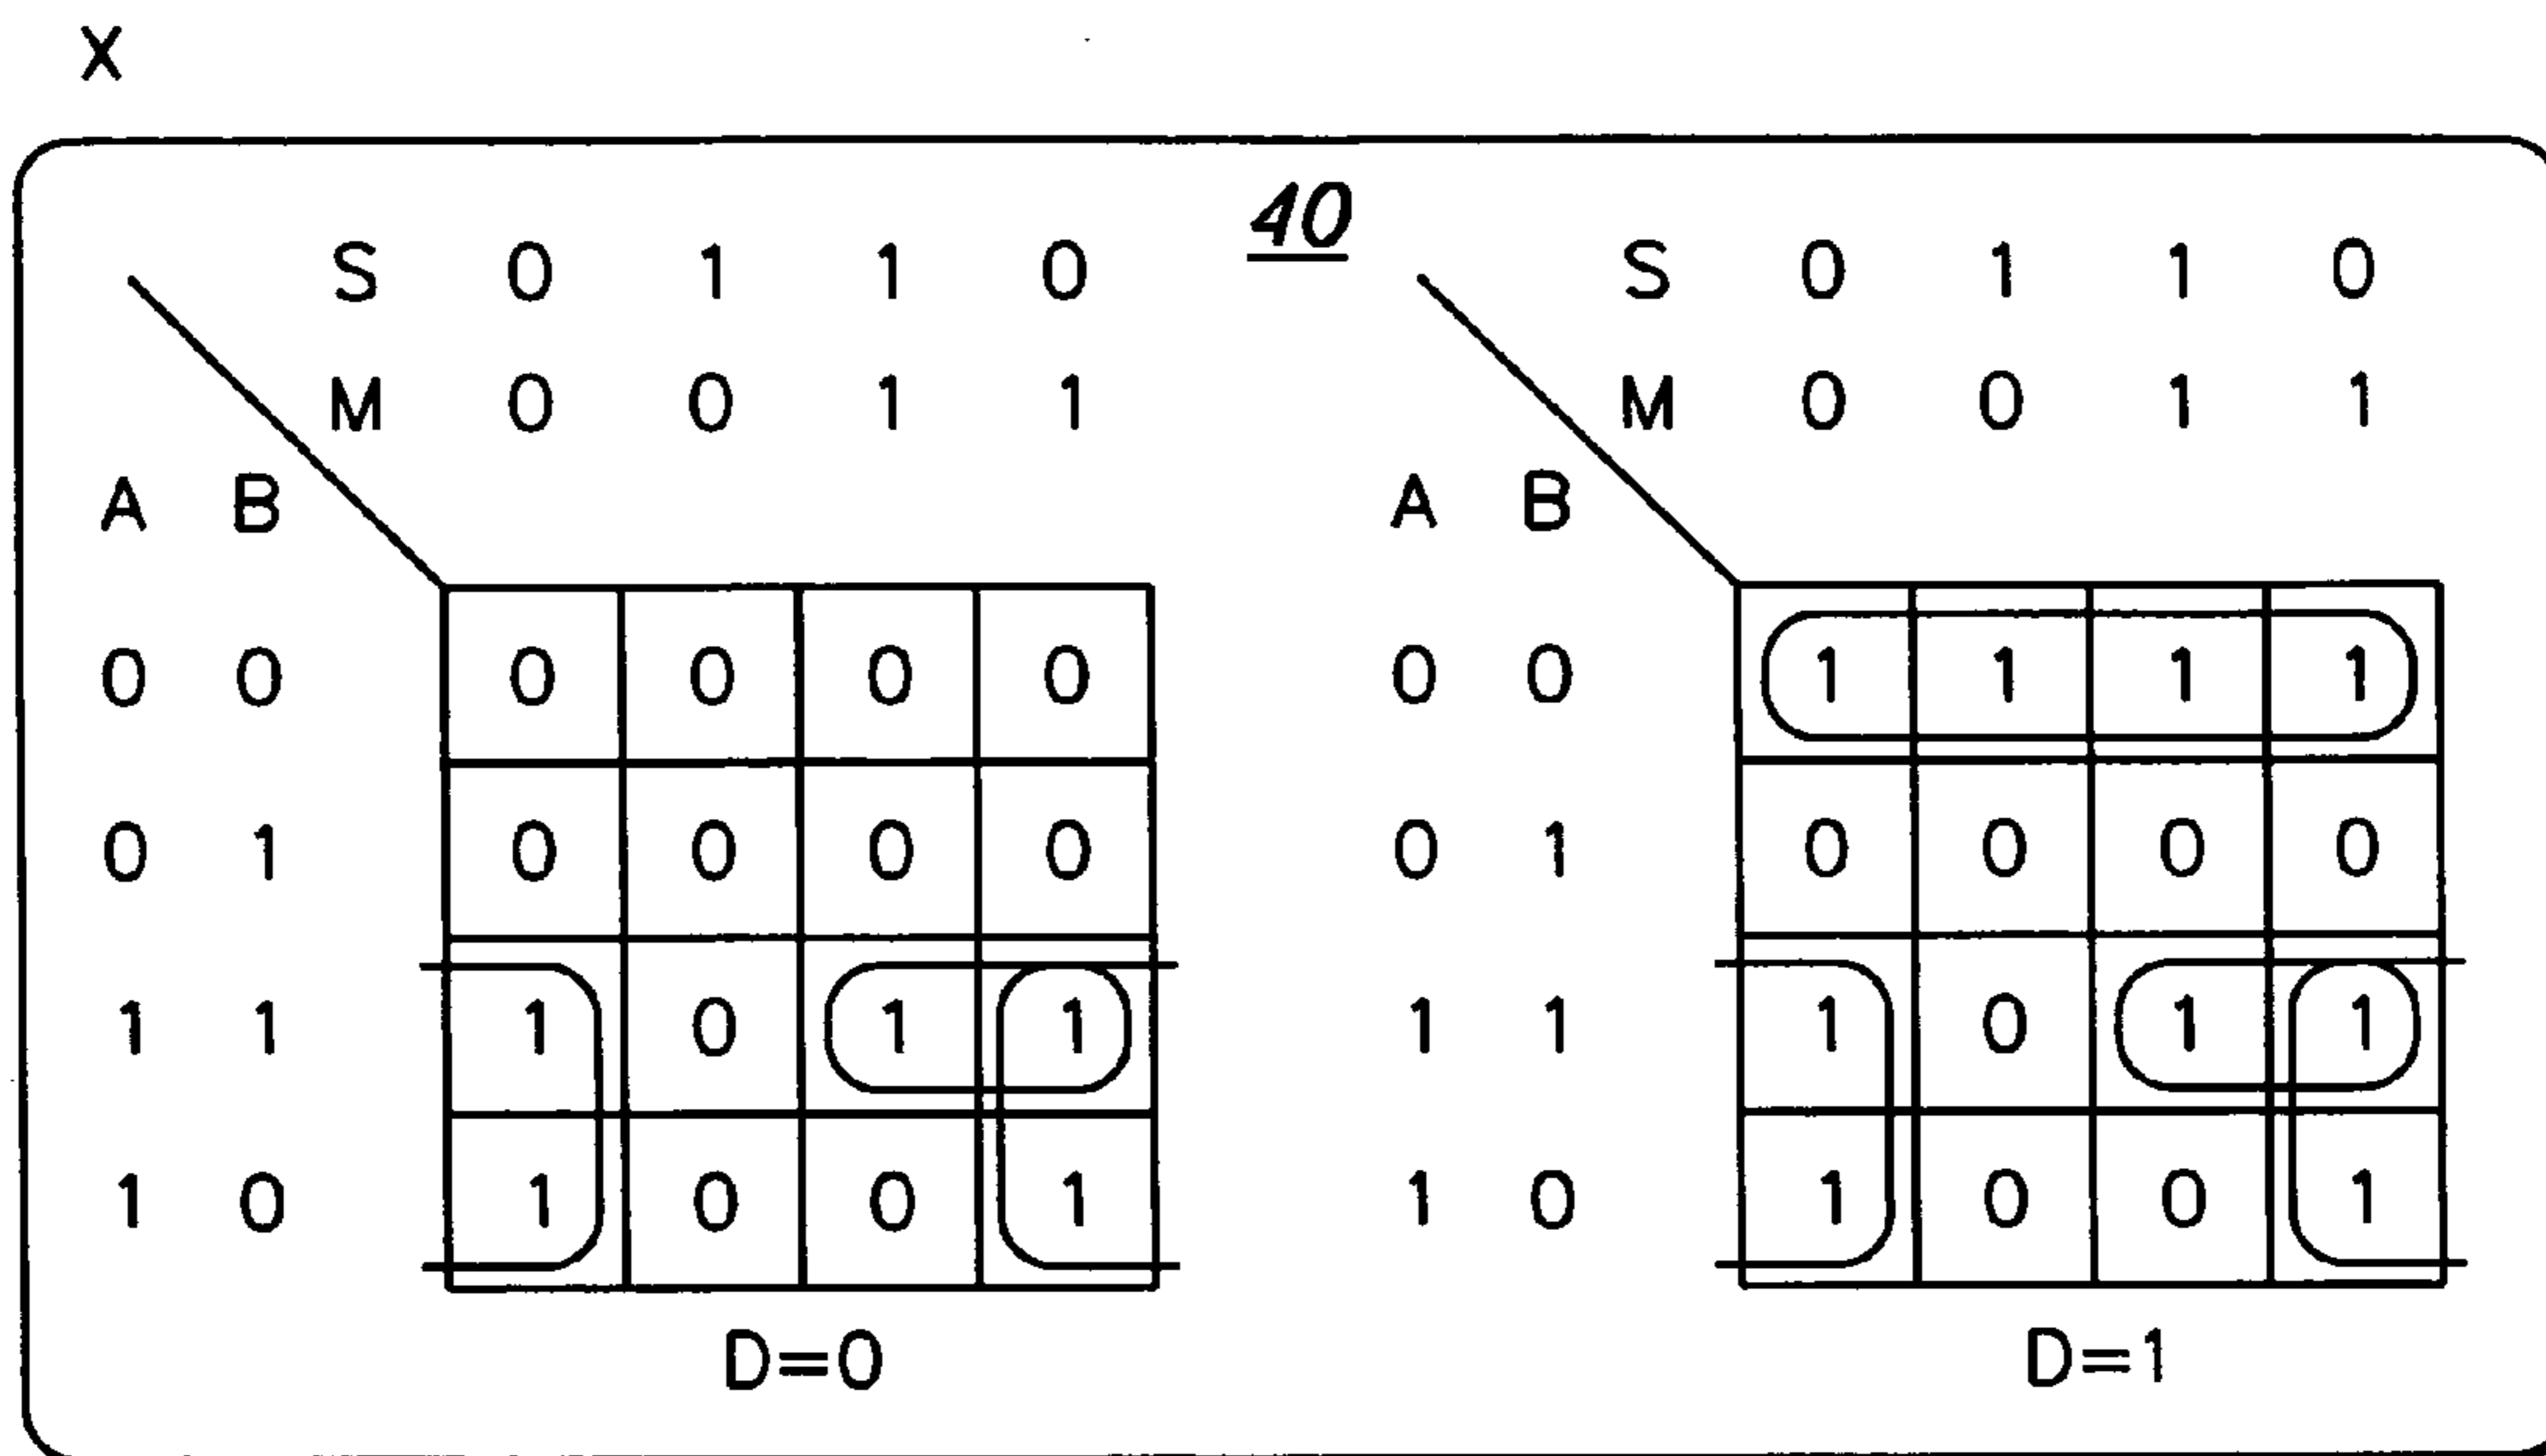 X
40
S 0 1 1 0 S 0 1 1 0
M 0 0 1 1 M 0 0 1 1
A B A B
0 0 0 0 0 0 0 0 1 1 1 1
0 1 0 0 0 0 0 1 0 0 0 0
1 1 1 0 1 1 1 1 1 0 1 1
1 0 1 0 0 1 1 0 1 0 0 1
D=0 D=1